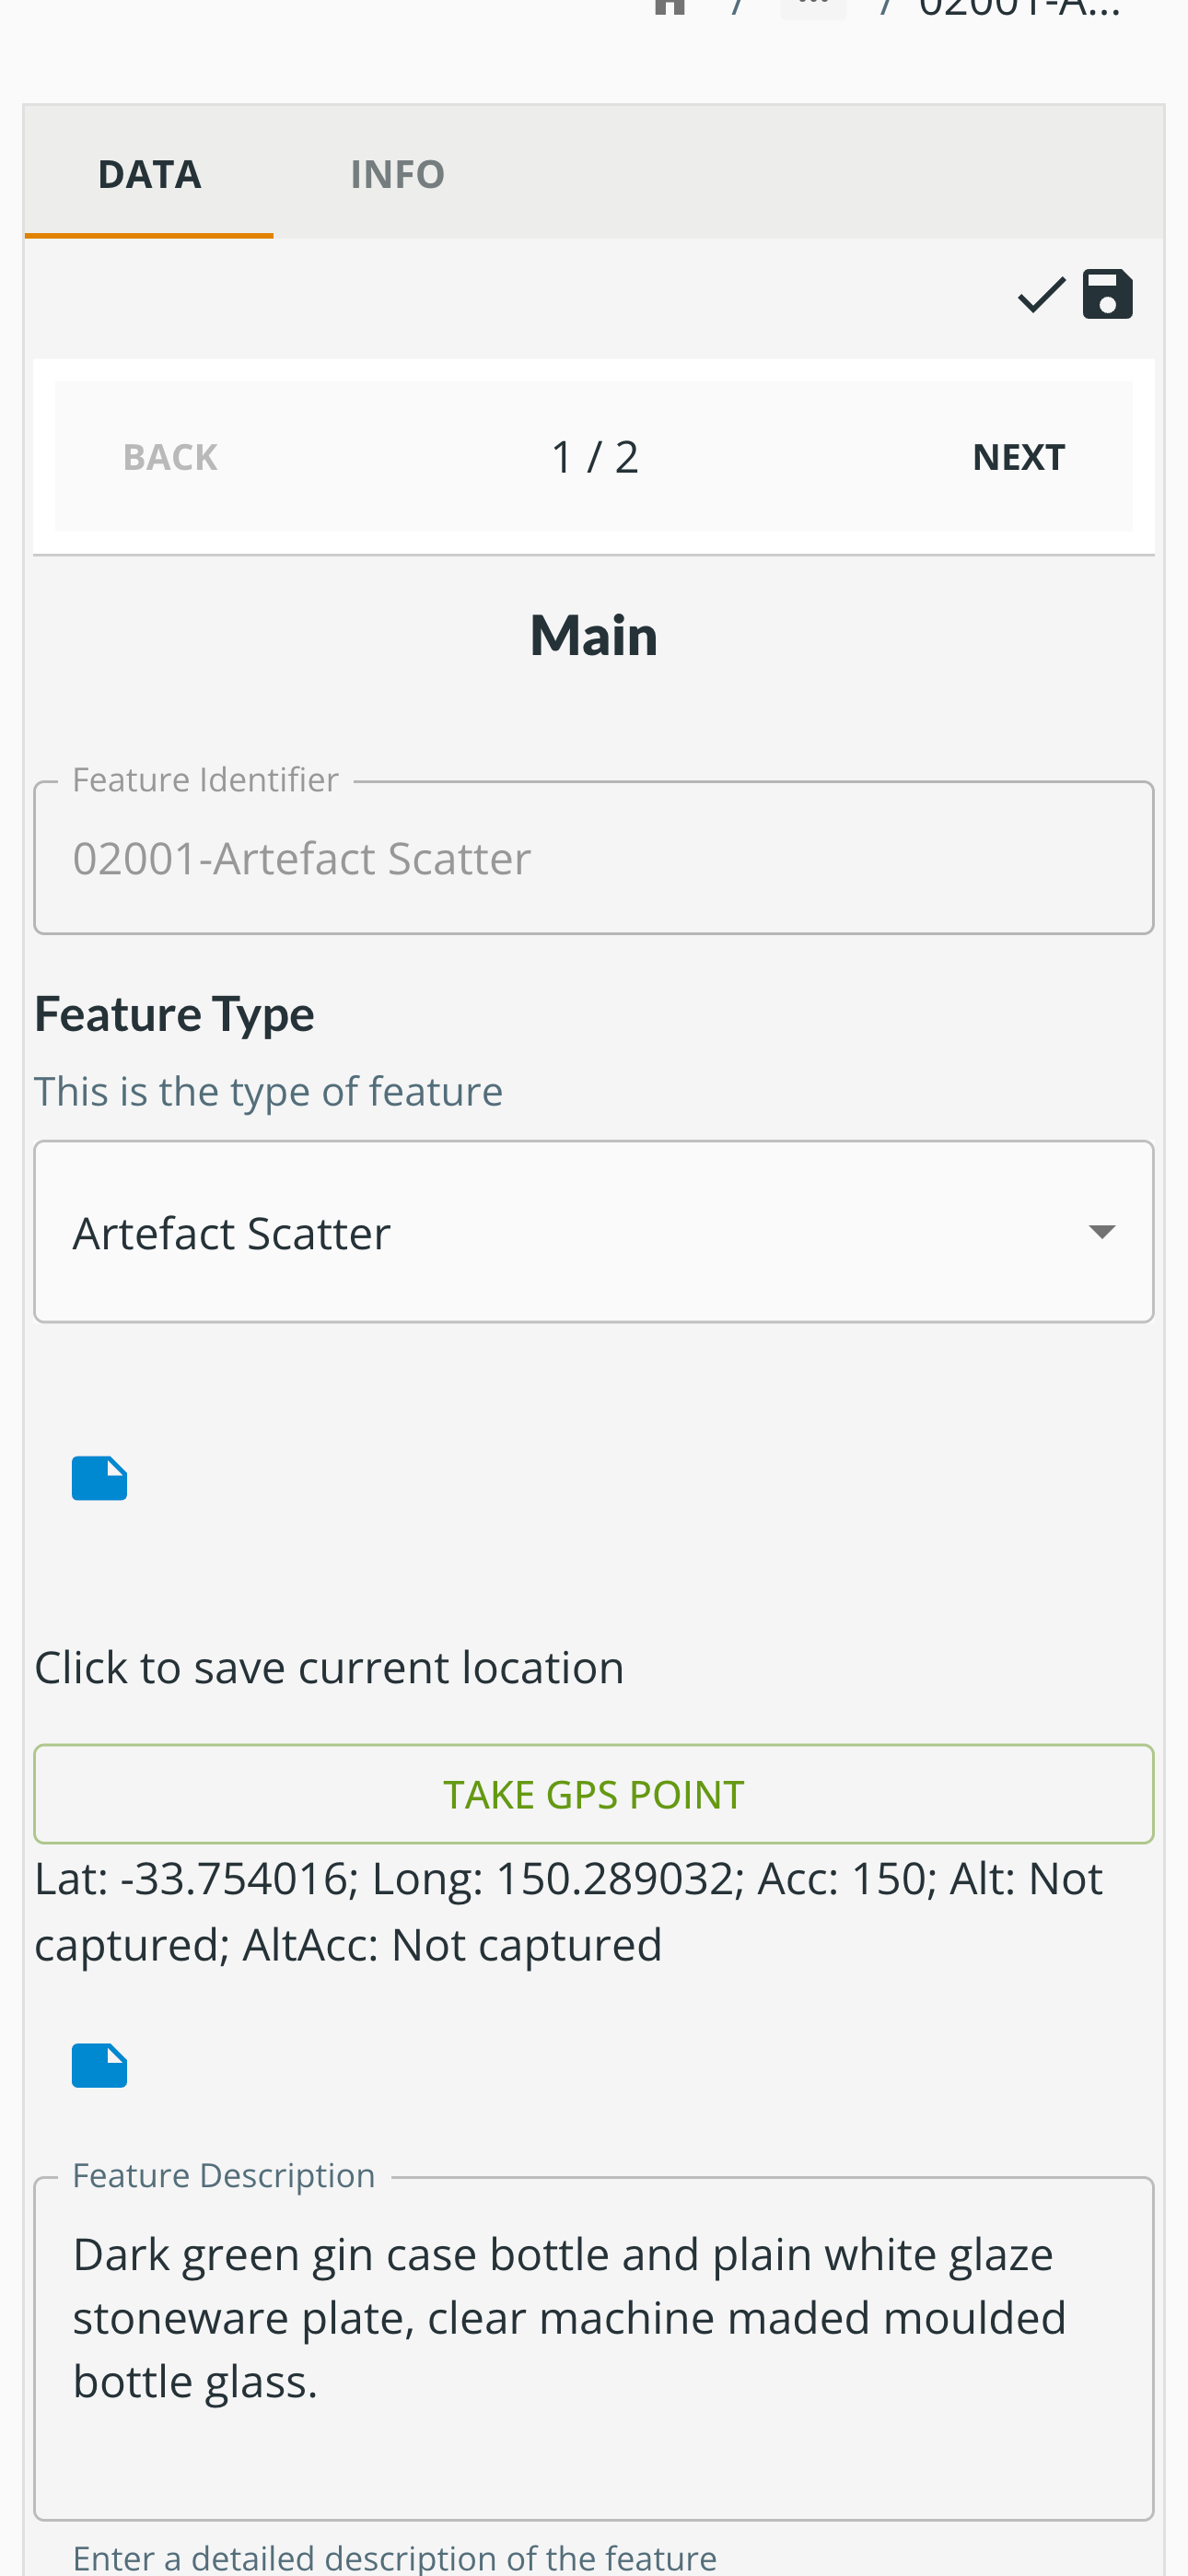 / ... / 02001-A...
DATA INFO
BACK 1 / 2 NEXT
Main
Feature Identifier
02001-Artefact Scatter
Feature Type
This is the type of feature
Artefact Scatter
Click to save current location
TAKE GPS POINT
Lat: -33.754016; Long: 150.289032; Acc: 150; Alt: Not
captured; AltAcc: Not captured
Feature Description
Dark green gin case bottle and plain white glaze
stoneware plate, clear machine maded moulded
bottle glass.
Enter a detailed description of the feature